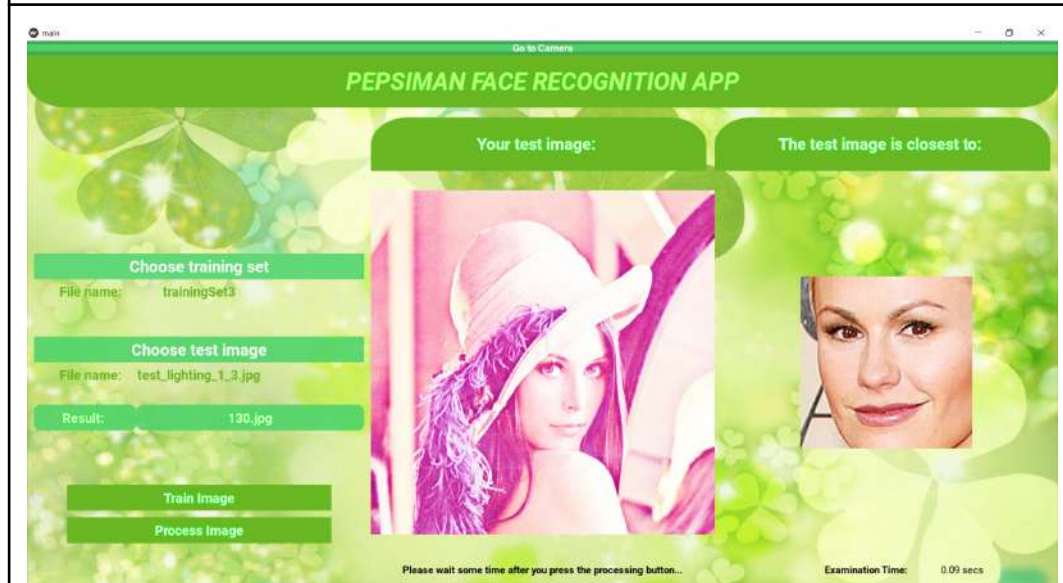 main
Go to Camera
PEPSIMAN FACE RECOGNITION APP
Your test image:
The test image is closest to:
Choose training set
File name: trainingSet3
Choose test image
File name: test_lighting_1_3.jpg
Result: 130.jpg
Train Image
Process Image
Please wait some time after you press the processing button...
Examination Time: 0.09 secs